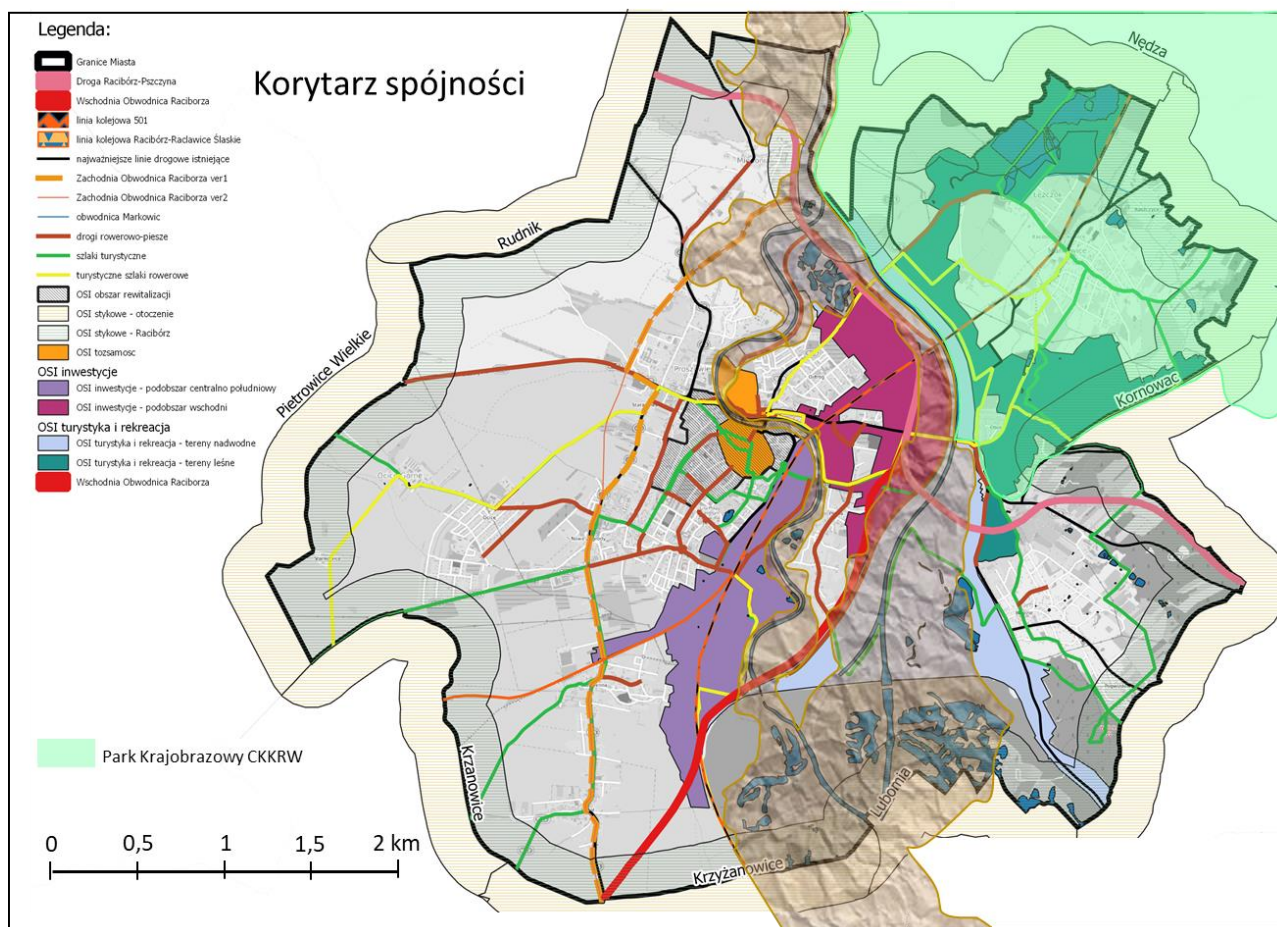 Legenda:
Granice Miasta
Droga Racibórz-Pszczyna
Wschodnia Obwodnica Raciborza
linia kolejowa 501
linia kolejowa Racibórz-Racławice Śląskie
najważniejsze linie drogowe istniejące
Zachodnia Obwodnica Raciborza ver1
Zachodnia Obwodnica Raciborza ver2
obwodnica Markowic
drogi rowerowo-piesze
szlaki turystyczne
turystyczne szlaki rowerowe
OSI obszar rewitalizacji
OSI stykowe - otoczenie
OSI stykowe - Racibórz
OSI tozsamosc
OSI inwestycje
OSI inwestycje - podobszar centralno południowy
OSI inwestycje - podobszar wschodni
OSI turystyka i rekreacja
OSI turystyka i rekreacja - tereny nadwodne
OSI turystyka i rekreacja - tereny leśne
Wschodnia Obwodnica Raciborza
Korytarz spójności
Nędza
Rudnik
Pietrowice Wielkie
Kornowac
Krzanowice
Lubomia
Krzyżanowice
Park Krajobrazowy CKKRW
0 0,5 1 1,5 2 km